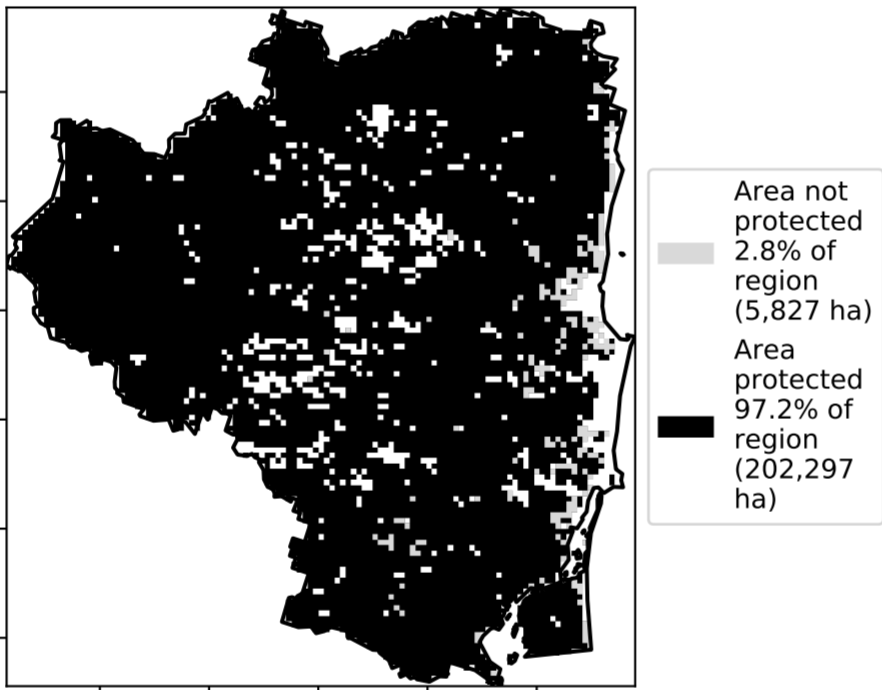 Area not
protected
2.8% of
region
(5,827 ha)
Area
protected
97.2% of
region
(202,297
ha)